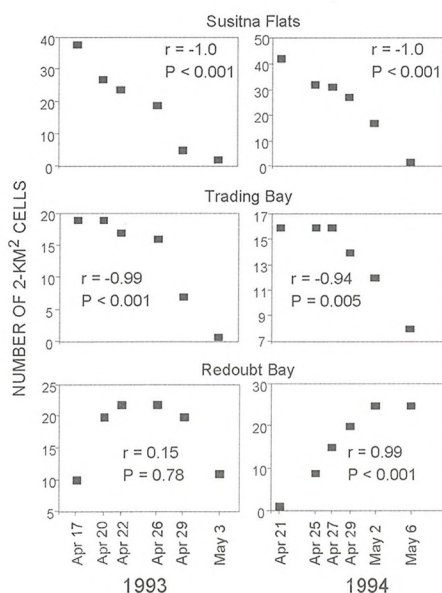 Susitna Flats
NUMBER OF 2-KM² CELLS
40
30
20
10
0
r = -1.0
P < 0.001
50
40
30
20
10
0
r = -1.0
P < 0.001
Trading Bay
20
15
10
5
0
r = -0.99
P < 0.001
17
15
13
11
9
7
r = -0.94
P = 0.005
Redoubt Bay
25
20
15
10
5
r = 0.15
P = 0.78
30
20
10
0
r = 0.99
P < 0.001
Apr 17
Apr 20
Apr 22
Apr 26
Apr 29
May 3
Apr 21
Apr 25
Apr 27
Apr 29
May 2
May 6
1993
1994